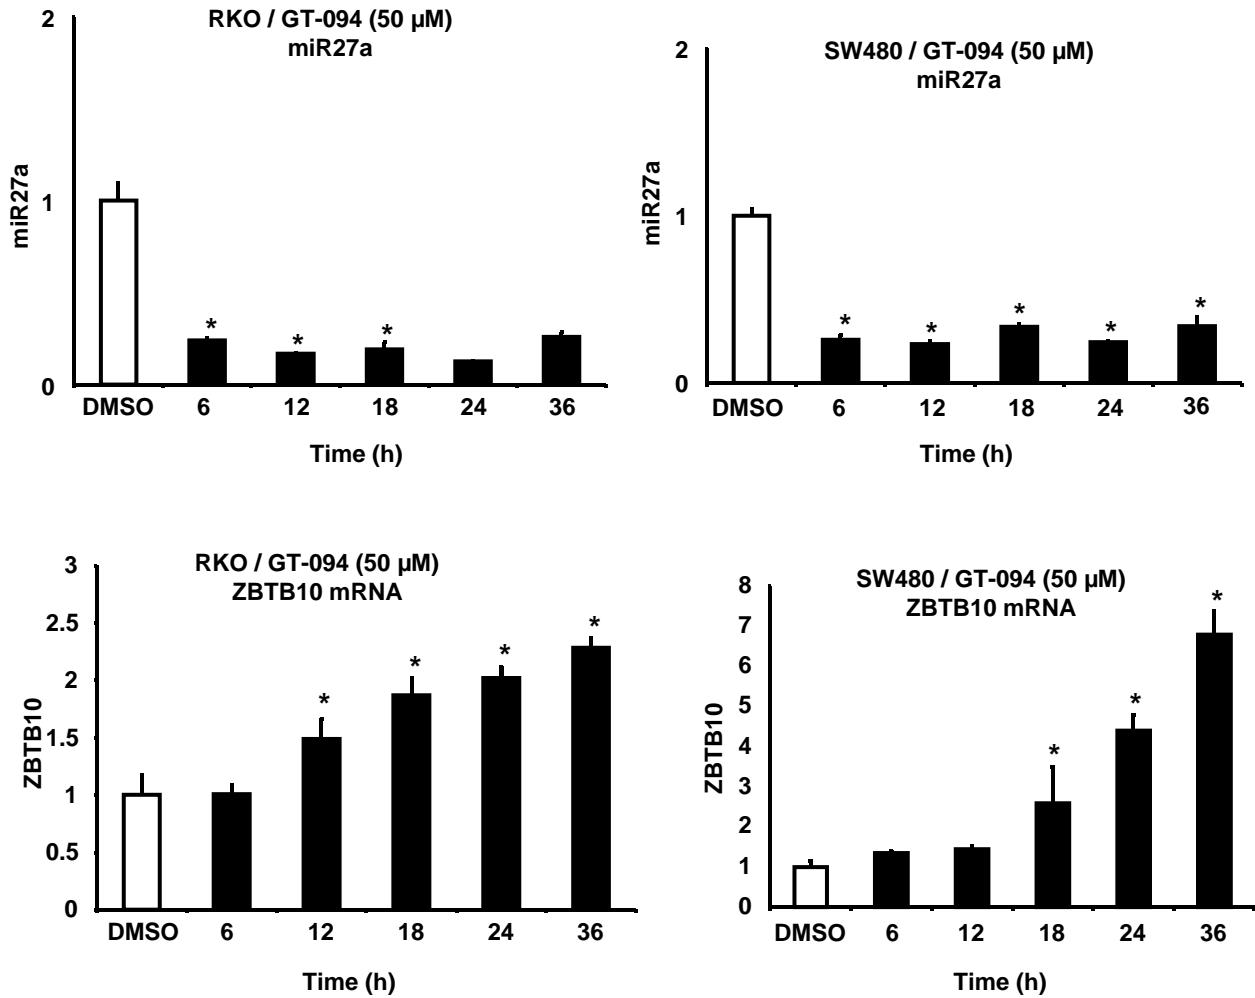 RKO / GT-094 (50 µM)
miR27a
2
1
0
miR27a
*
*
*
DMSO 6 12 18 24 36
Time (h)
SW480 / GT-094 (50 µM)
miR27a
2
1
0
miR27a
*
*
*
*
*
DMSO 6 12 18 24 36
Time (h)
RKO / GT-094 (50 µM)
ZBTB10 mRNA
3
2.5
2
1.5
1
0.5
0
ZBTB10
*
*
*
*
DMSO 6 12 18 24 36
Time (h)
SW480 / GT-094 (50 µM)
ZBTB10 mRNA
8
7
6
5
4
3
2
1
0
ZBTB10
*
*
*
DMSO 6 12 18 24 36
Time (h)